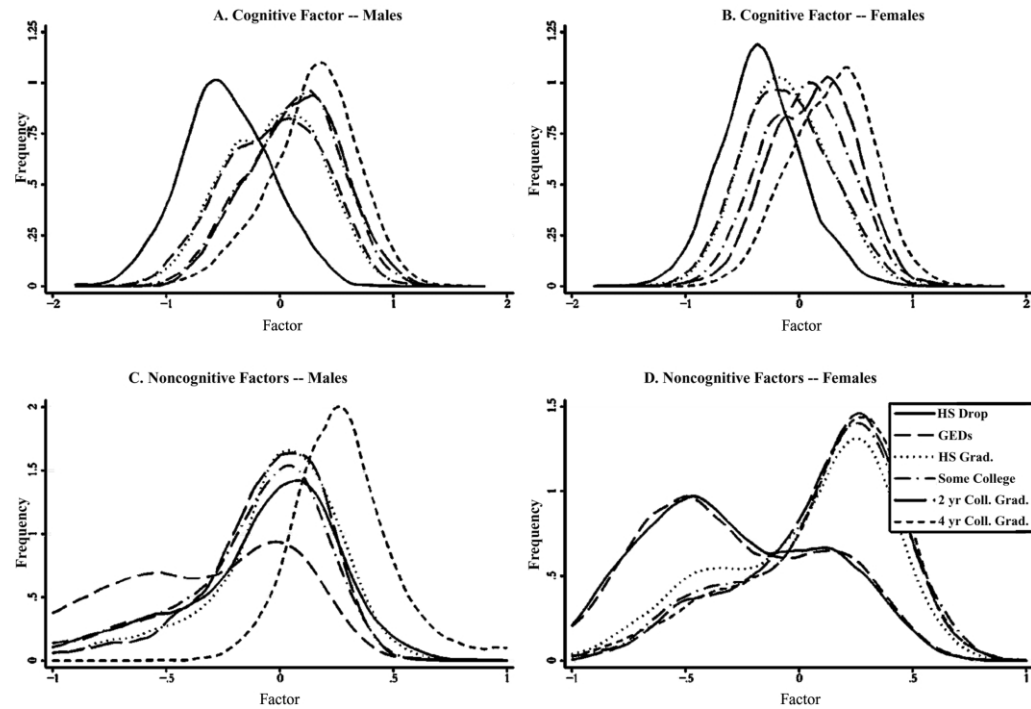 A. Cognitive Factor -- Males
Frequency
1.25
1
.75
.5
.25
0
-2
-1
0
1
2
Factor
B. Cognitive Factor -- Females
Frequency
1.25
1
.75
.5
.25
0
-2
-1
0
1
2
Factor
C. Noncognitive Factors -- Males
Frequency
2
1.5
1
.5
0
-1
-.5
0
.5
1
Factor
D. Noncognitive Factors -- Females
Frequency
1.5
1
.5
0
-1
-.5
0
.5
1
Factor
HS Drop
GEDs
HS Grad.
Some College
2 yr Coll. Grad.
4 yr Coll. Grad.